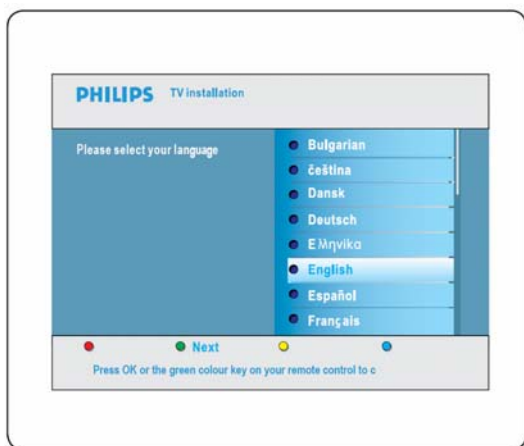 PHILIPS TV installation
Please select your language
Bulgarian
čeština
Dansk
Deutsch
Eλληνικα
English
Español
Français
Next
Press OK or the green colour key on your remote control to c